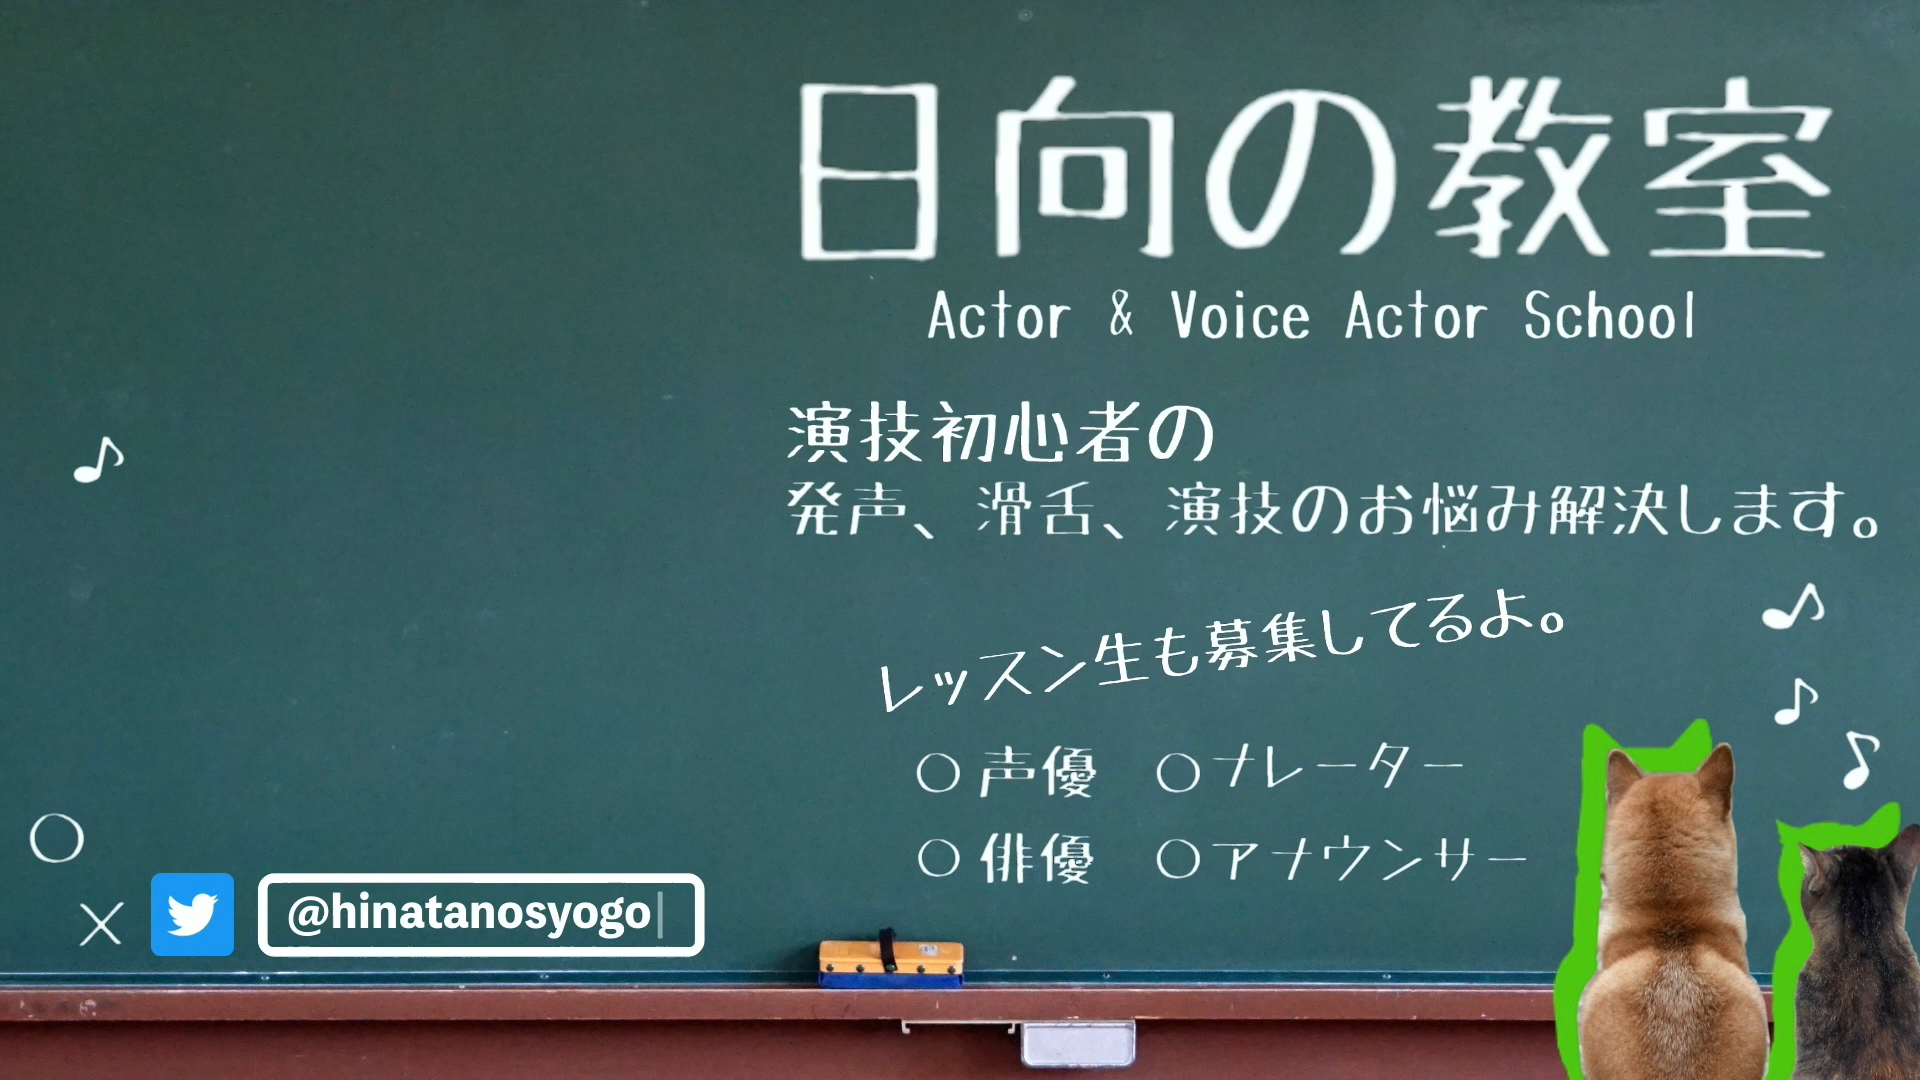 日向の教室
Actor & Voice Actor School
演技初心者の
発声、滑舌、演技のお悩み解決します。
レッスン生も募集してるよ。
○声優 ○ナレーター
○俳優 ○アナウンサー
@hinatanosyogo